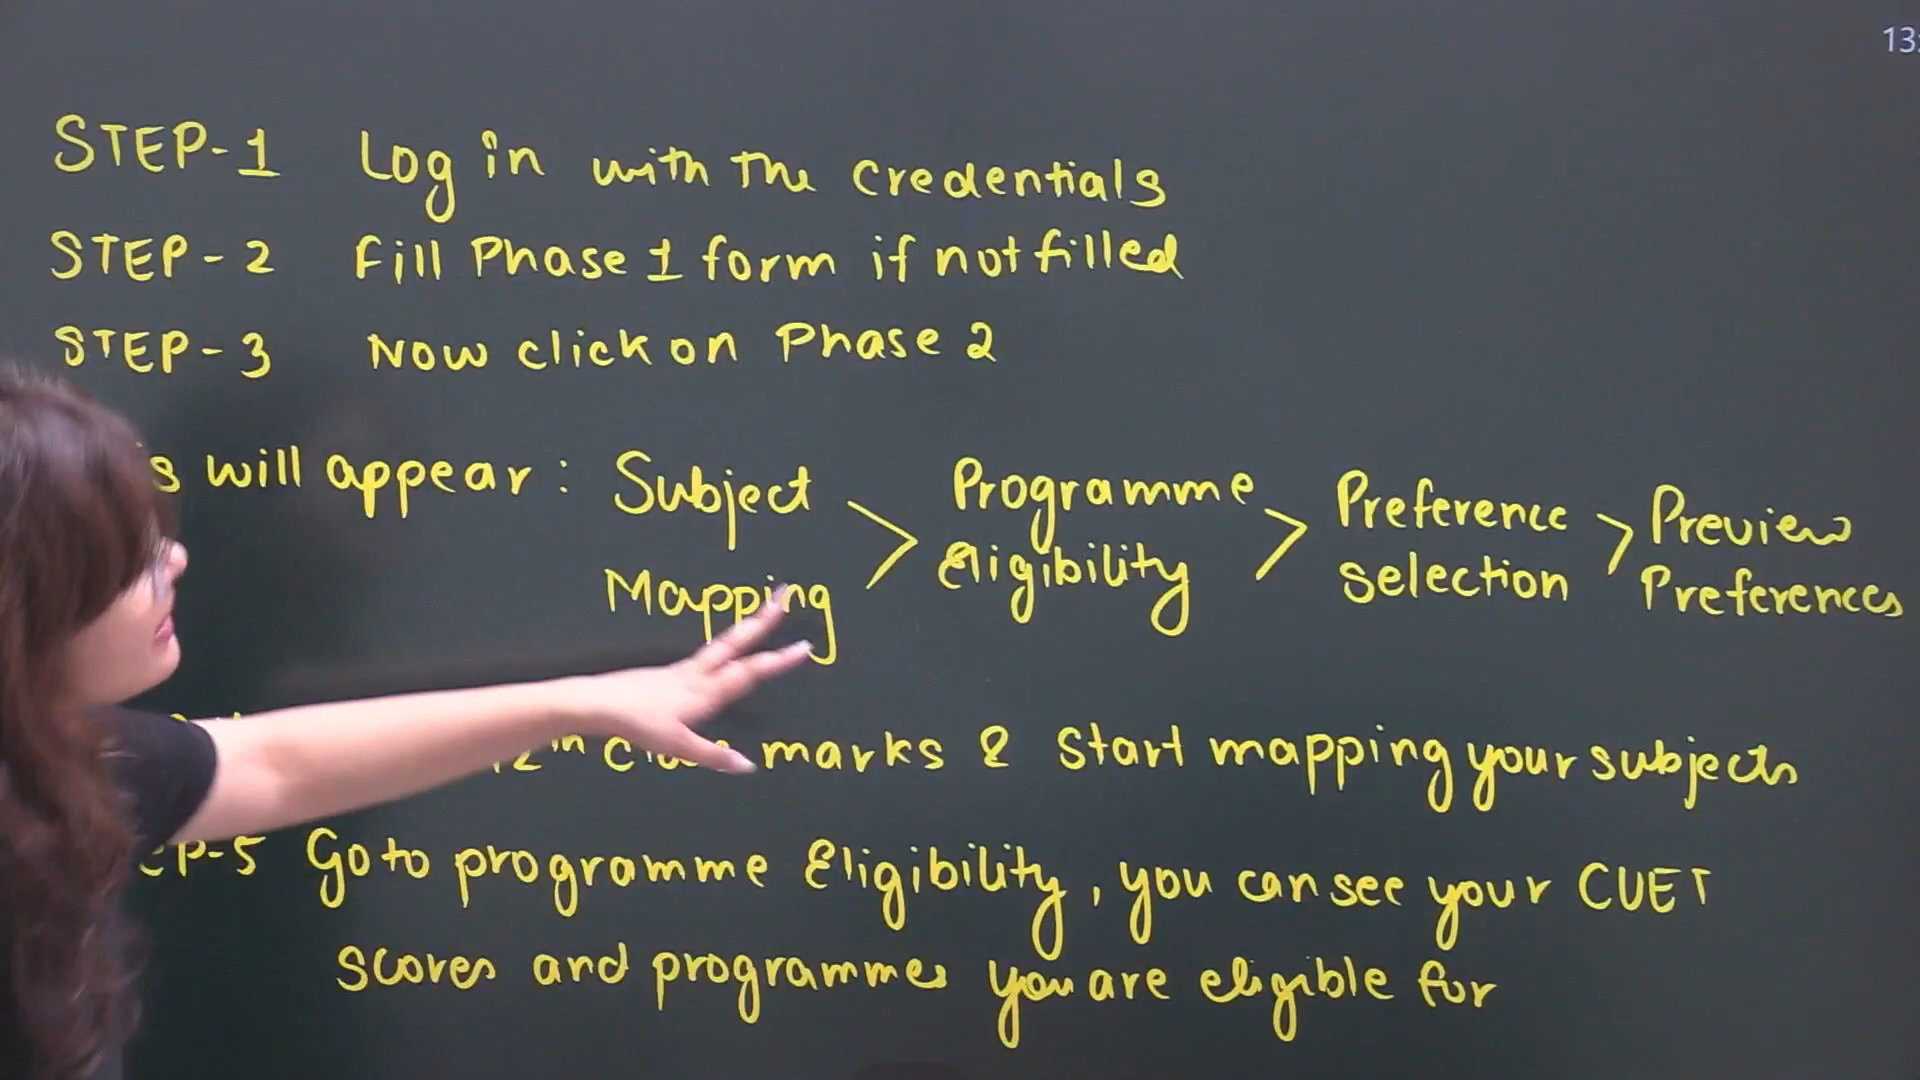 13:
STEP-1 Log in with the credentials
STEP-2 Fill Phase 1 form if not filled
STEP-3 Now click on Phase 2
s will appear : Subject Mapping > Programme Eligibility > Preference selection > Preview Preferences
marks & start mapping your subjects
EP-5 Go to programme Eligibility, you can see your CUET
scores and programmes you are eligible for